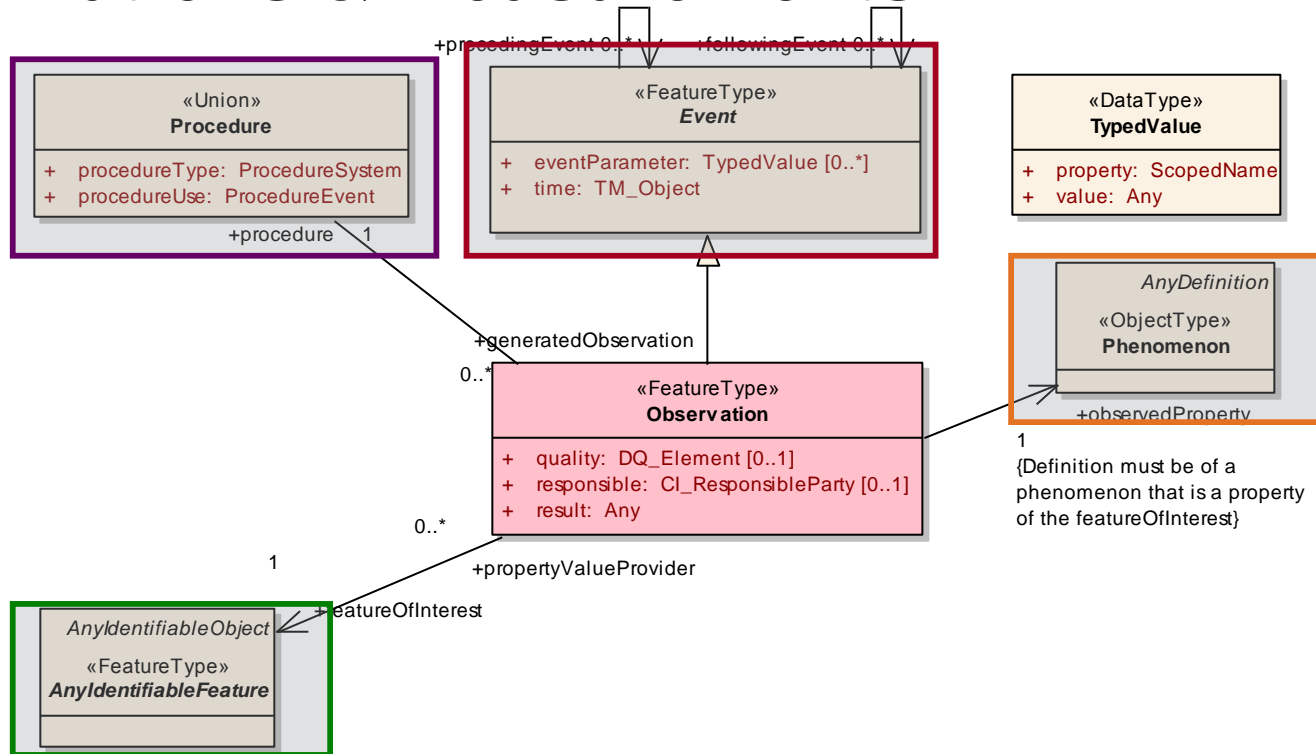 +precedingEvent 0..*
+followingEvent 0..*
«Union»
Procedure
+ procedureType: ProcedureSystem
+ procedureUse: ProcedureEvent
+procedure 1
«FeatureType»
Event
+ eventParameter: TypedValue [0..*]
+ time: TM_Object
«DataType»
TypedValue
+ property: ScopedName
+ value: Any
AnyDefinition
«ObjectType»
Phenomenon
+observedProperty
1
{Definition must be of a
phenomenon that is a property
of the featureOfInterest}
+generatedObservation
0..*
«FeatureType»
Observation
+ quality: DQ_Element [0..1]
+ responsible: CI_ResponsibleParty [0..1]
+ result: Any
0..*
+propertyValueProvider
1
+featureOfInterest
AnyIdentifiableObject
«FeatureType»
AnyIdentifiableFeature